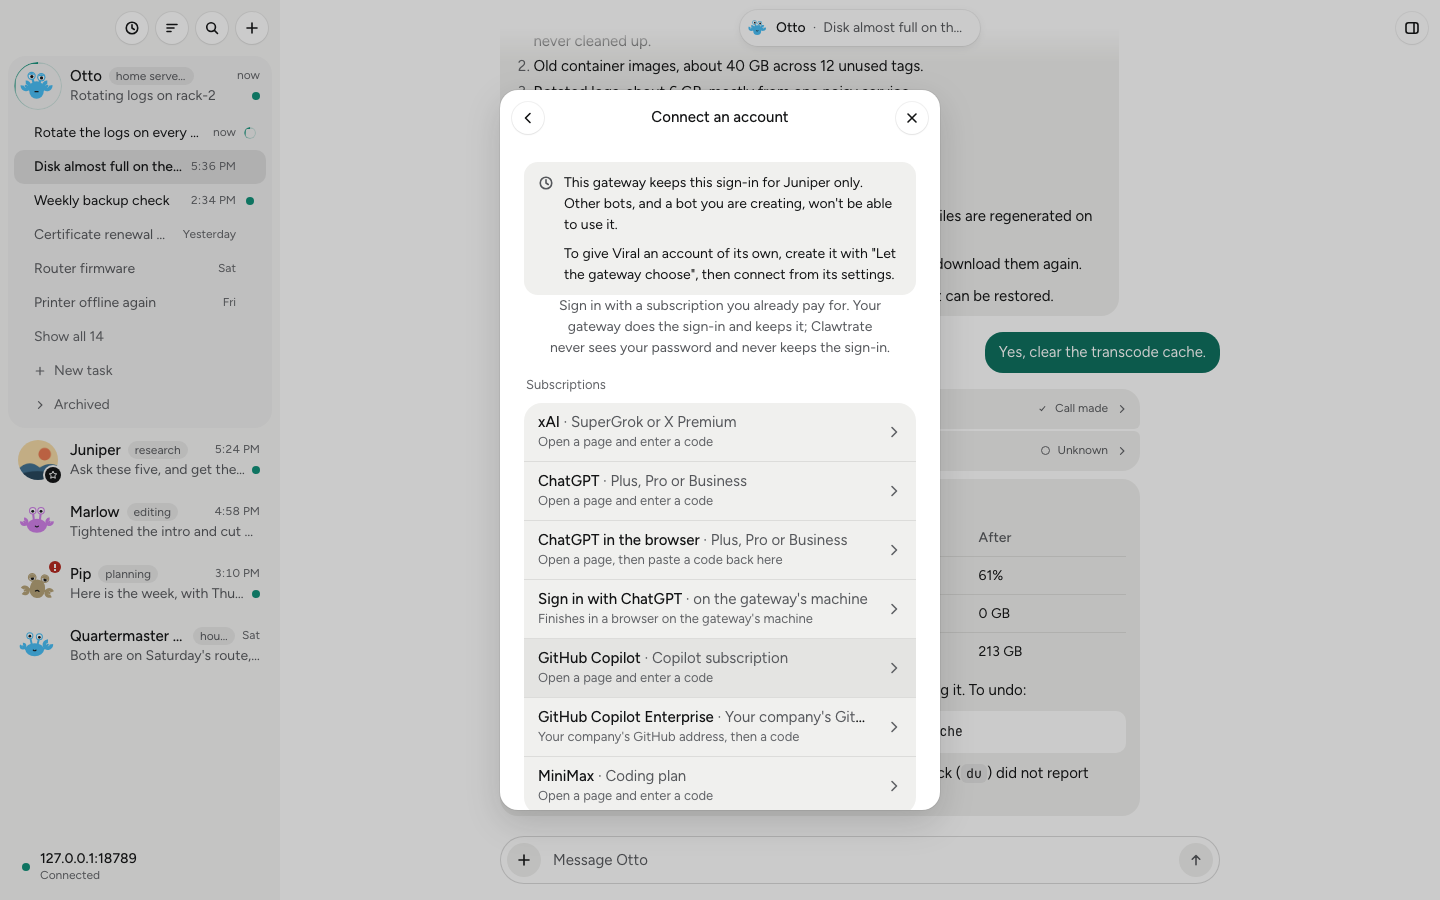 Otto home serve... now
Rotating logs on rack-2
Rotate the logs on every ... now
Disk almost full on the... 5:36 PM
Weekly backup check 2:34 PM
Certificate renewal ... Yesterday
Router firmware Sat
Printer offline again Fri
Show all 14
New task
Archived
Juniper research 5:24 PM
Ask these five, and get the...
Marlow editing 4:58 PM
Tightened the intro and cut ...
Pip planning 3:10 PM
Here is the week, with Thu...
Quartermaster ... hou... Sat
Both are on Saturday's route,...
127.0.0.1:18789
Connected
Otto · Disk almost full on th...
never cleaned up.
2. Old container images, about 40 GB across 12 unused tags.
Connect an account
This gateway keeps this sign-in for Juniper only.
Other bots, and a bot you are creating, won't be able
to use it.
To give Viral an account of its own, create it with "Let
the gateway choose", then connect from its settings.
Sign in with a subscription you already pay for. Your
gateway does the sign-in and keeps it; Clawtrate
never sees your password and never keeps the sign-in.
Subscriptions
xAI · SuperGrok or X Premium
Open a page and enter a code
ChatGPT · Plus, Pro or Business
Open a page and enter a code
ChatGPT in the browser · Plus, Pro or Business
Open a page, then paste a code back here
Sign in with ChatGPT · on the gateway's machine
Finishes in a browser on the gateway's machine
GitHub Copilot · Copilot subscription
Open a page and enter a code
GitHub Copilot Enterprise · Your company's Git...
Your company's GitHub address, then a code
MiniMax · Coding plan
Open a page and enter a code
iles are regenerated on
download them again.
can be restored.
Yes, clear the transcode cache.
Call made
Unknown
After
61%
0 GB
213 GB
g it. To undo:
che
ck ( du ) did not report
Message Otto